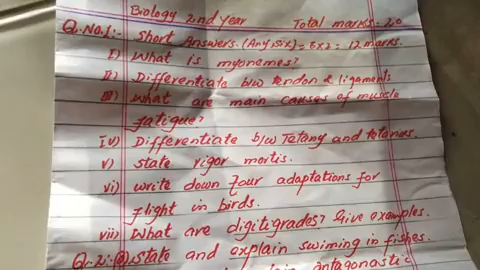 Biology 2nd Year Total marks = 20
Q.No.1:- Short Answers. (Any six) = 6x2 = 12 marks.
I) What is myonemes?
II) Differentiate b/w tendon & ligaments
III) What are main causes of muscle
fatigue?
IV) Differentiate b/w Tetany and tetanus.
V) state rigor mortis.
vi) write down four adaptations for
flight in birds.
viii) What are digitigrades? Give examples.
Q.2:- (a) state and explain swiming in fishes.
antagonastic